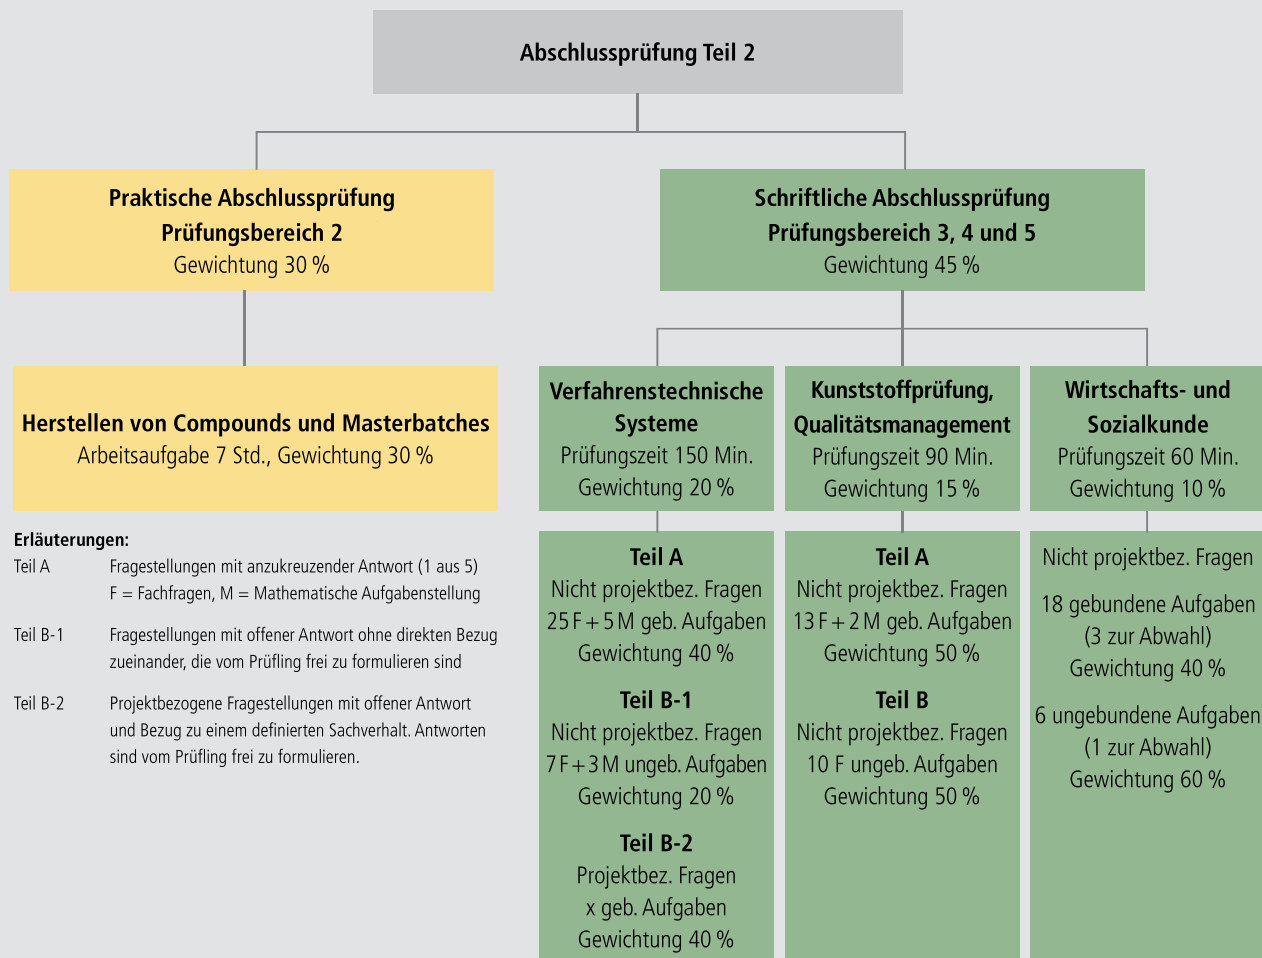 Abschlussprüfung Teil 2
Praktische Abschlussprüfung
Prüfungsbereich 2
Gewichtung 30 %
Schriftliche Abschlussprüfung
Prüfungsbereich 3, 4 und 5
Gewichtung 45 %
Herstellen von Compounds und Masterbatches
Arbeitsaufgabe 7 Std., Gewichtung 30 %
Verfahrenstechnische
Systeme
Prüfungszeit 150 Min.
Gewichtung 20 %
Kunststoffprüfung,
Qualitätsmanagement
Prüfungszeit 90 Min.
Gewichtung 15 %
Wirtschafts- und
Sozialkunde
Prüfungszeit 60 Min.
Gewichtung 10 %
Erläuterungen:
Teil A Fragestellungen mit anzukreuzender Antwort (1 aus 5)
F = Fachfragen, M = Mathematische Aufgabenstellung
Teil B-1 Fragestellungen mit offener Antwort ohne direkten Bezug
zueinander, die vom Prüfling frei zu formulieren sind
Teil B-2 Projektbezogene Fragestellungen mit offener Antwort
und Bezug zu einem definierten Sachverhalt. Antworten
sind vom Prüfling frei zu formulieren.
Teil A
Nicht projektbez. Fragen
25 F + 5 M geb. Aufgaben
Gewichtung 40 %
Teil B-1
Nicht projektbez. Fragen
7 F + 3 M ungeb. Aufgaben
Gewichtung 20 %
Teil B-2
Projektbez. Fragen
x geb. Aufgaben
Gewichtung 40 %
Teil A
Nicht projektbez. Fragen
13 F + 2 M geb. Aufgaben
Gewichtung 50 %
Teil B
Nicht projektbez. Fragen
10 F ungeb. Aufgaben
Gewichtung 50 %
Nicht projektbez. Fragen
18 gebundene Aufgaben
(3 zur Abwahl)
Gewichtung 40 %
6 ungebundene Aufgaben
(1 zur Abwahl)
Gewichtung 60 %